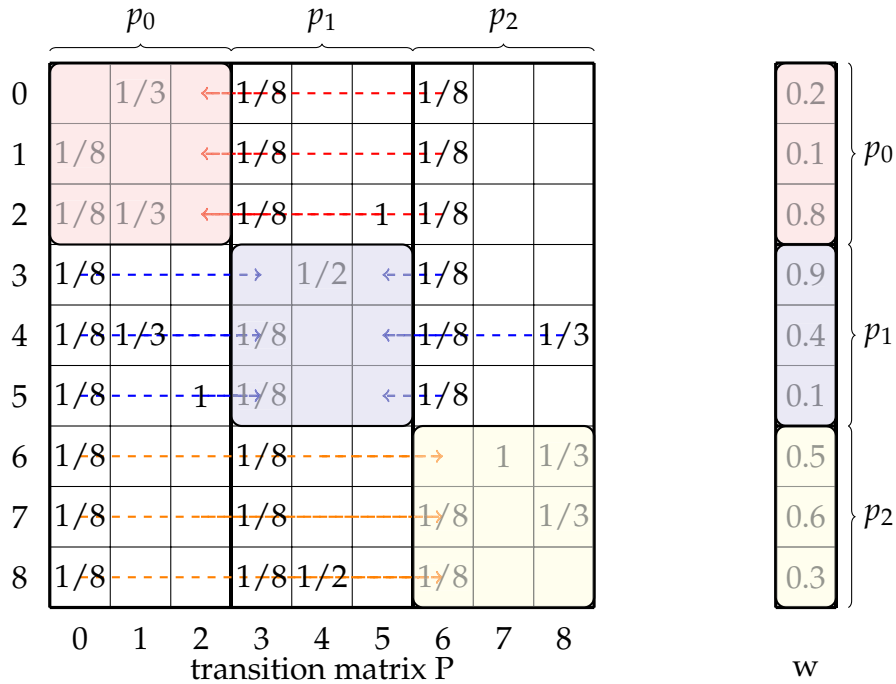 p0 p1 p2
0 1/3 1/8 1/8 0.2
1 1/8 1/8 1/8 0.1 p0
2 1/8 1/3 1/8 1 1/8 0.8
3 1/8 1/2 1/8 0.9
4 1/8 1/3 1/8 1/8 1/3 0.4 p1
5 1/8 1 1/8 1/8 0.1
6 1/8 1/8 1 1/3 0.5
7 1/8 1/8 1/8 1/3 0.6 p2
8 1/8 1/8 1/2 1/8 0.3
0 1 2 3 4 5 6 7 8
transition matrix P w